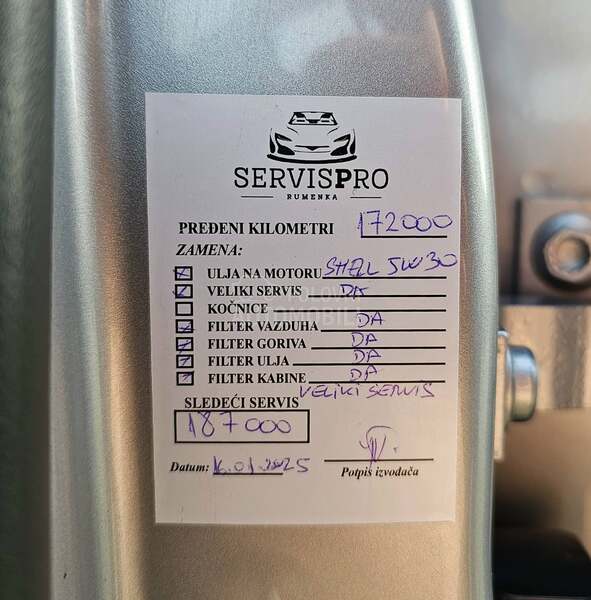 SERVISPRO
RUMENKA
PREĐENI KILOMETRI 172000
ZAMENA:
ULJA NA MOTORU SHELL 5W30
VELIKI SERVIS DA
KOČNICE
FILTER VAZDUHA DA
FILTER GORIVA DA
FILTER ULJA DA
FILTER KABINE DA
VELIKI SERVIS
SLEDEĆI SERVIS
187000
Datum: 16.01.2025
Potpis izvođača